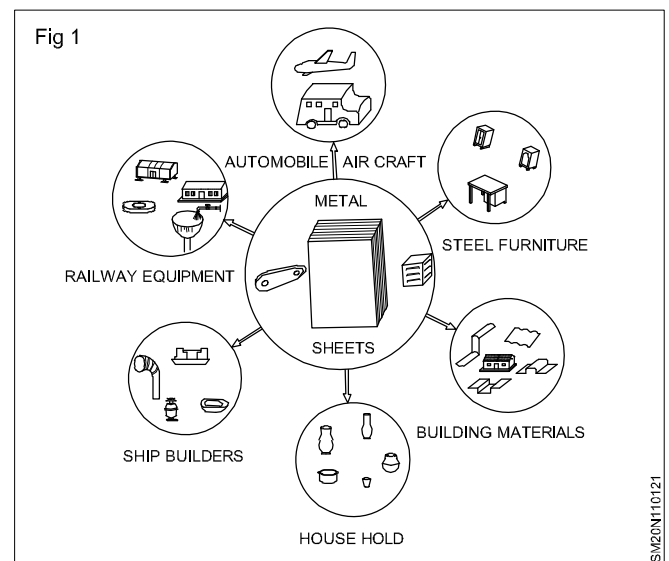 Fig 1
AUTOMOBILE AIR CRAFT
METAL
STEEL FURNITURE
RAILWAY EQUIPMENT
SHEETS
BUILDING MATERIALS
SHIP BUILDERS
HOUSE HOLD
SM20N110121